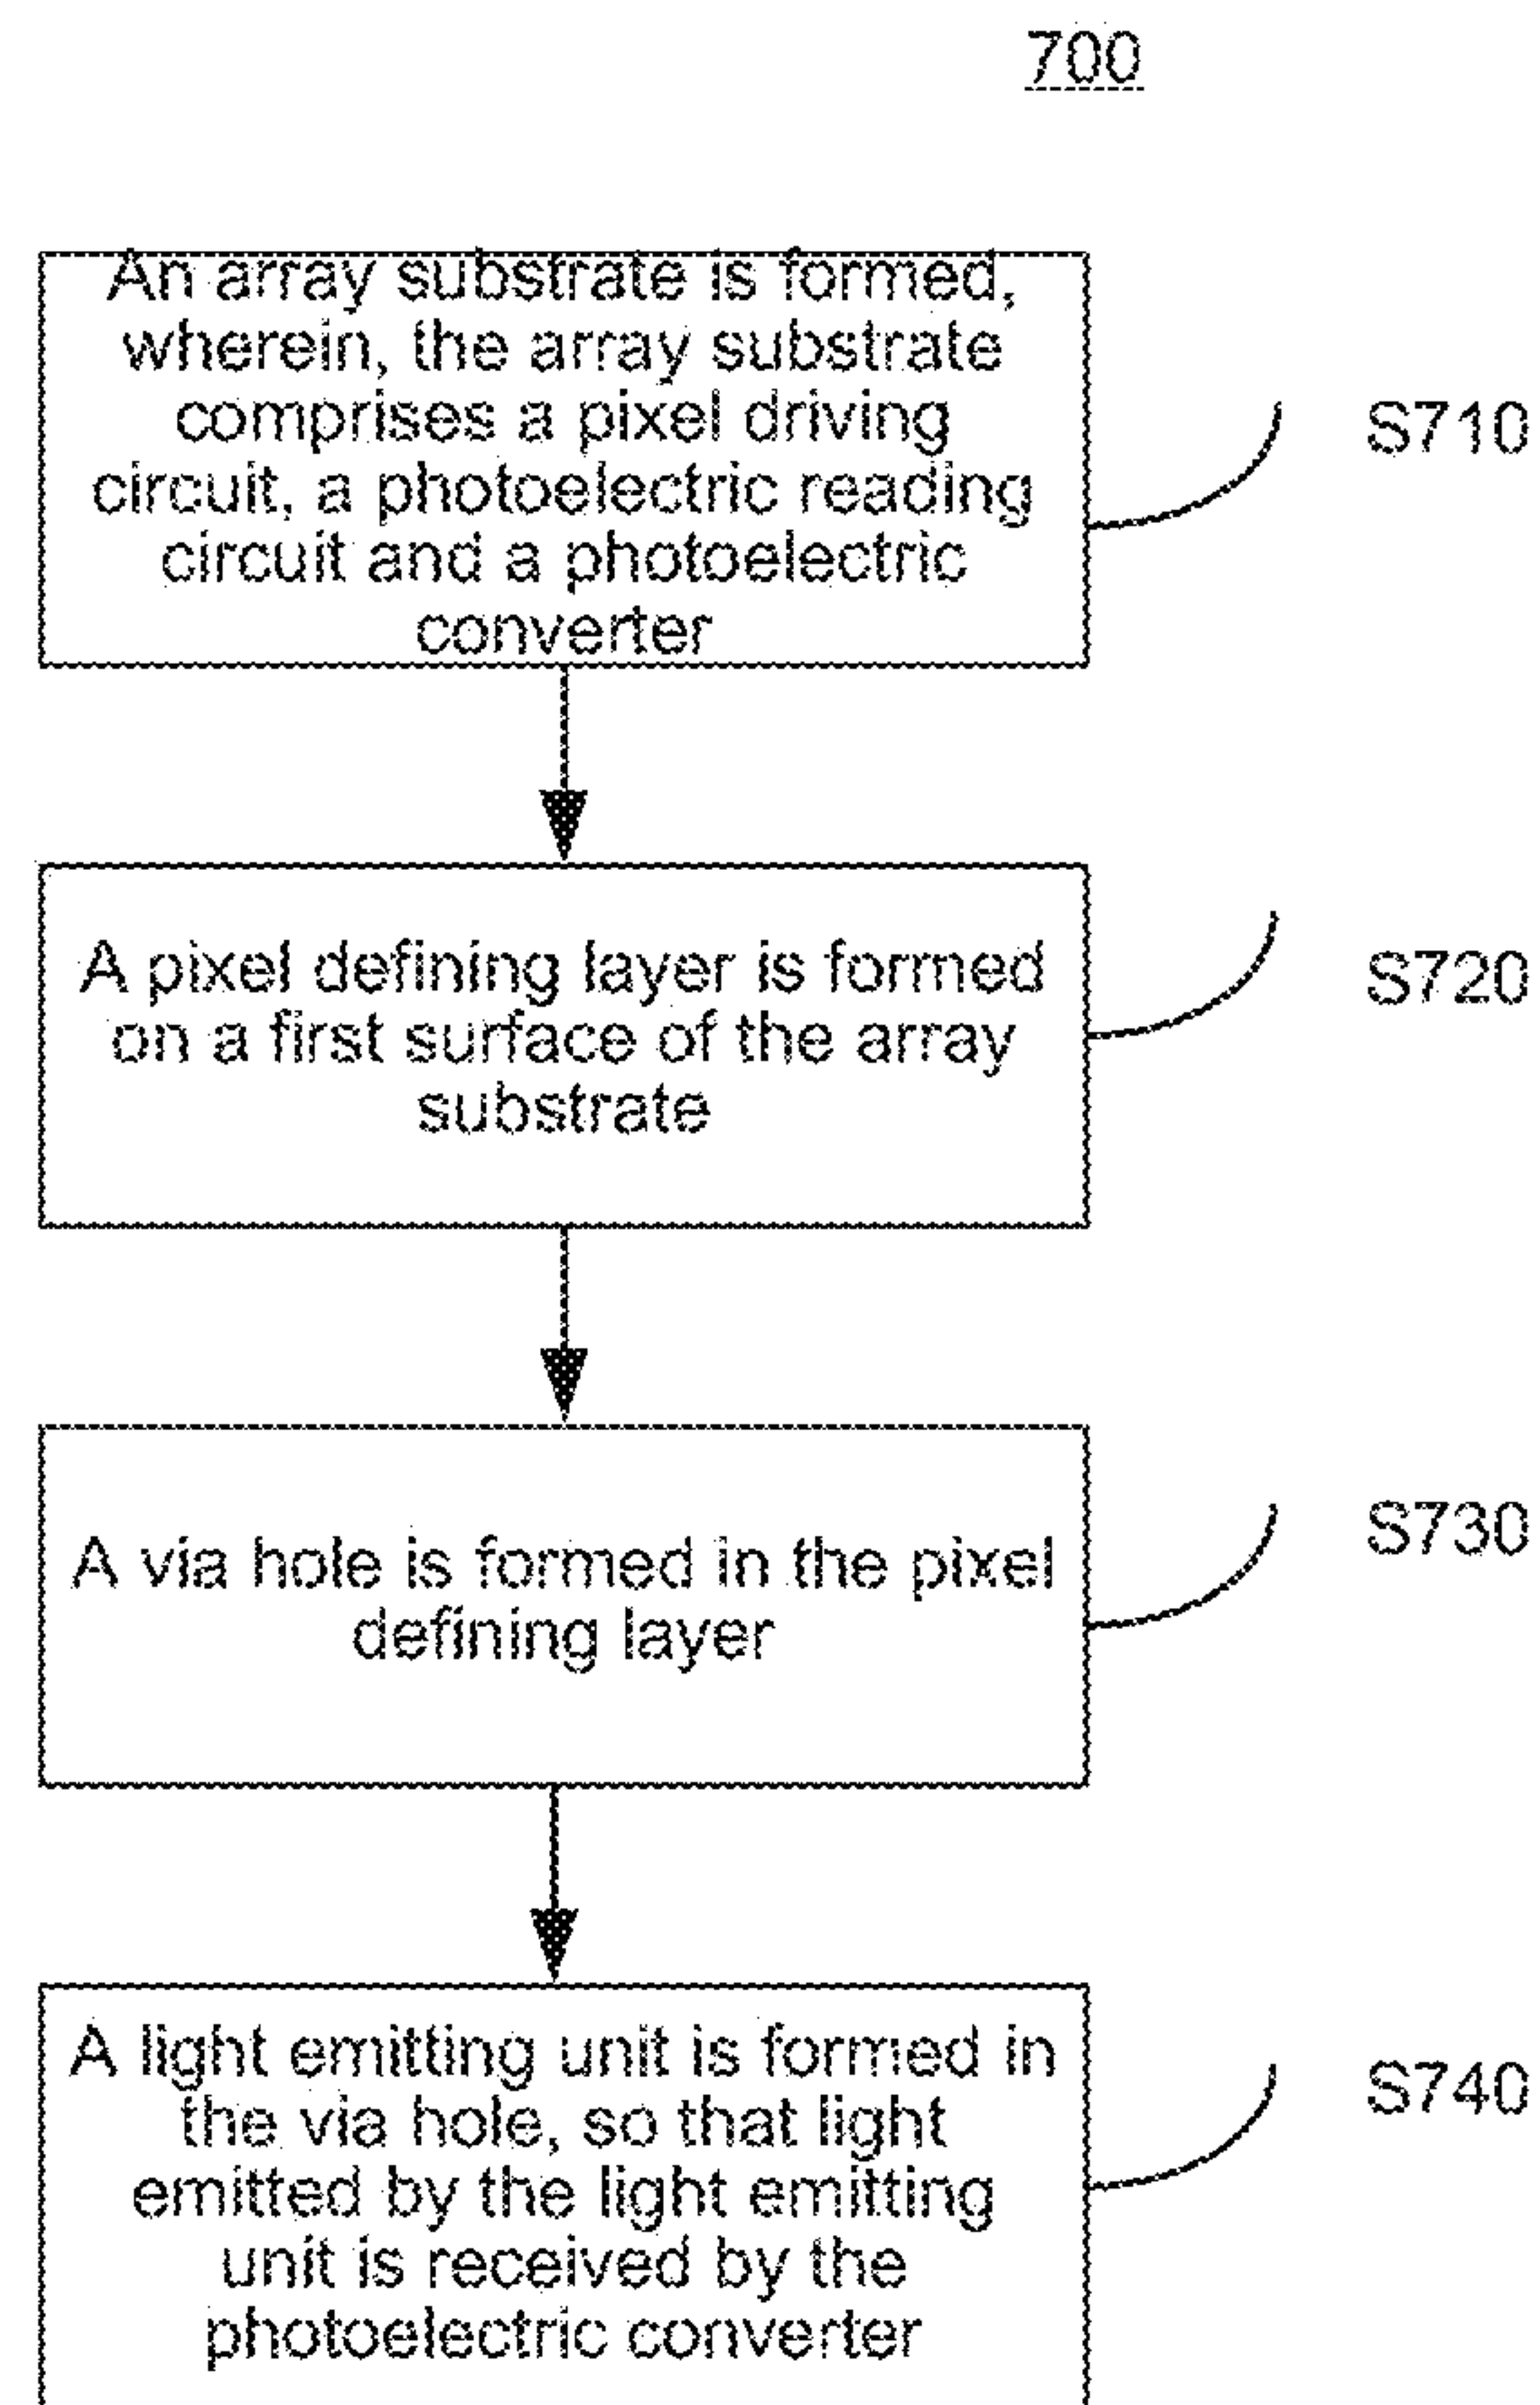 700
An array substrate is formed,
wherein, the array substrate
comprises a pixel driving
circuit, a photoelectric reading
circuit and a photoelectric
converter
S710
A pixel defining layer is formed
on a first surface of the array
substrate
S720
A via hole is formed in the pixel
defining layer
S730
A light emitting unit is formed in
the via hole, so that light
emitted by the light emitting
unit is received by the
photoelectric converter
S740